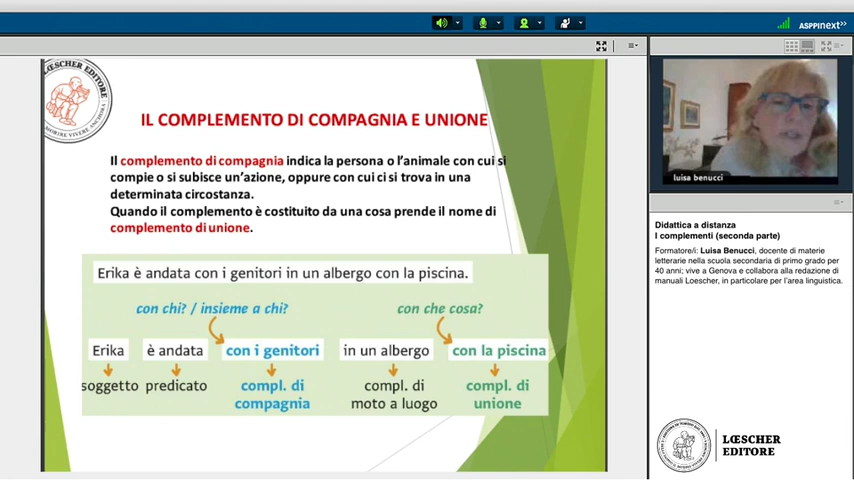 ASPPInext»
LŒSCHER EDITORE
IL COMPLEMENTO DI COMPAGNIA E UNIONE
Il complemento di compagnia indica la persona o l'animale con cui si
compie o si subisce un'azione, oppure con cui ci si trova in una
determinata circostanza.
Quando il complemento è costituito da una cosa prende il nome di
complemento di unione.
Erika è andata con i genitori in un albergo con la piscina.
con chi? / insieme a chi?
con che cosa?
Erika è andata con i genitori in un albergo con la piscina
soggetto predicato compl. di compl. di compl. di
compagnia moto a luogo unione
luisa benucci
Didattica a distanza
I complementi (seconda parte)
Formatore/i: Luisa Benucci, docente di materie
letterarie nella scuola secondaria di primo grado per
40 anni; vive a Genova e collabora alla redazione di
manuali Loescher, in particolare per l'area linguistica.
LŒSCHER
EDITORE